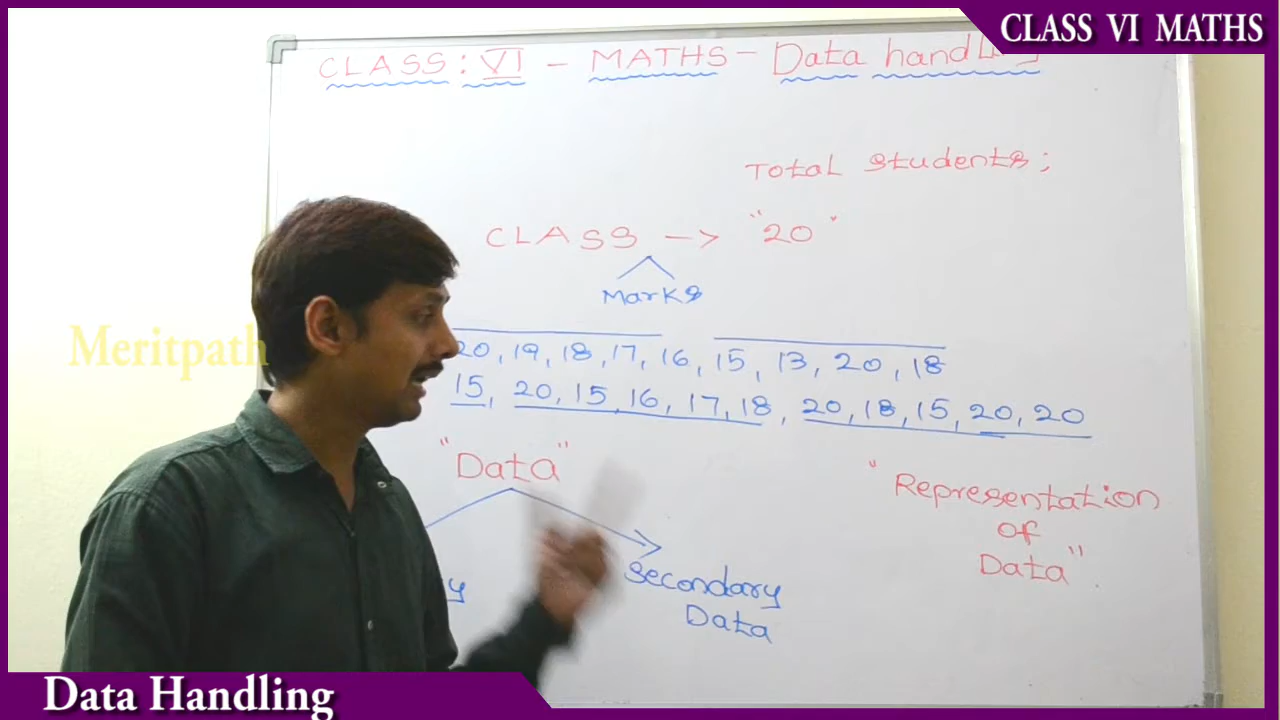 CLASS VI MATHS
CLASS : VI - MATHS - Data handling
Total students;
CLASS -> "20"
Marks
20, 19, 18, 17, 16, 15, 13, 20, 18
15, 20, 15, 16, 17, 18, 20, 18, 15, 20, 20
Meritpath
"Data"
"Representation
of
Data"
Secondary
Data
Data Handling